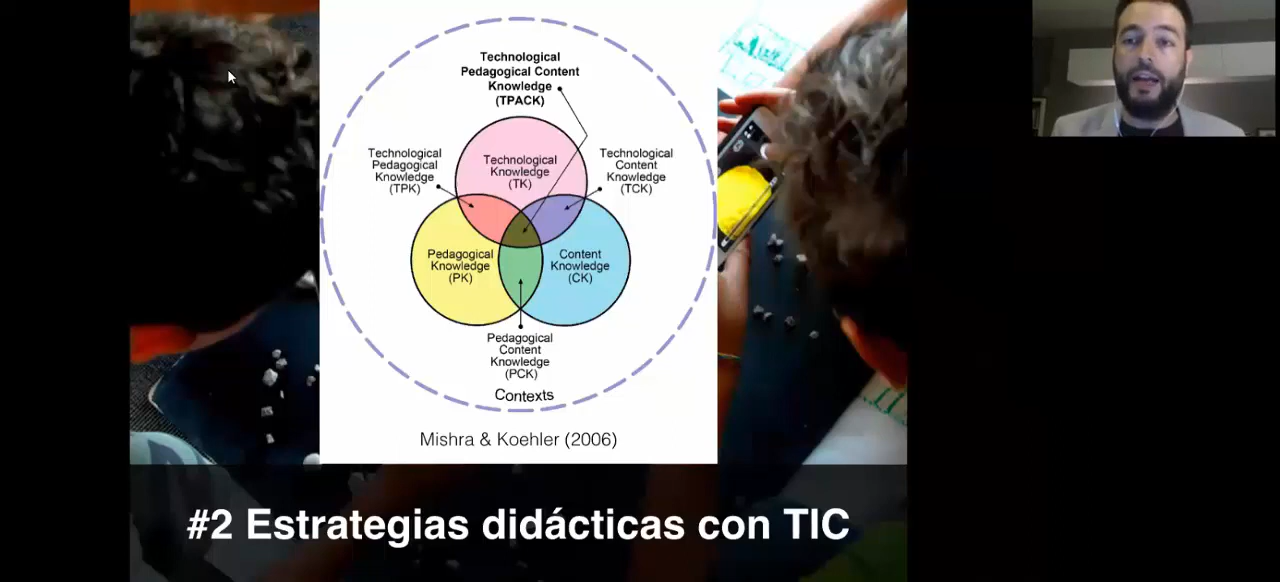 Technological
Pedagogical Content
Knowledge
(TPACK)
Technological
Pedagogical
Knowledge
(TPK)
Technological
Knowledge
(TK)
Technological
Content
Knowledge
(TCK)
Pedagogical
Knowledge
(PK)
Content
Knowledge
(CK)
Pedagogical
Content
Knowledge
(PCK)
Contexts
Mishra & Koehler (2006)
#2 Estrategias didácticas con TIC